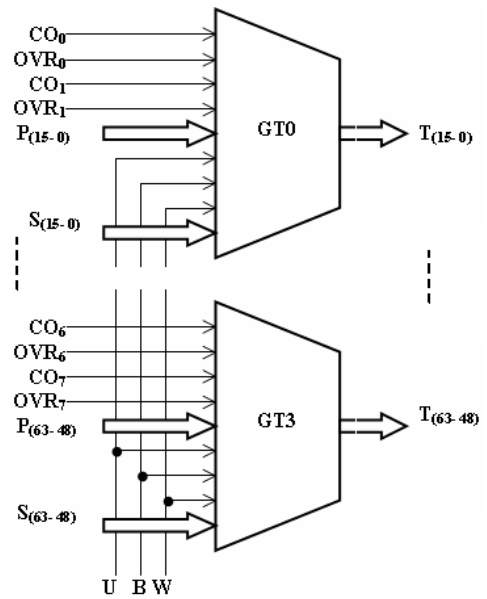 CO0
OVR0
CO1
OVR1
P(15-0)
GT0
T(15-0)
S(15-0)
CO6
OVR6
CO7
OVR7
P(63-48)
GT3
T(63-48)
S(63-48)
U B W